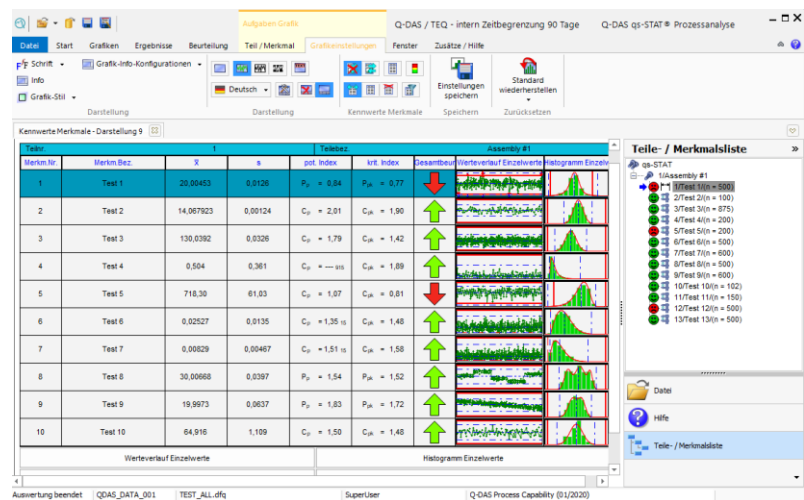 Aufgaben Grafik
Q-DAS / TEQ - intern Zeitbegrenzung 90 Tage
Q-DAS qs-STAT® Prozessanalyse
Datei Start Grafiken Ergebnisse Beurteilung Teil / Merkmal Grafikeinstellungen Fenster Zusätze / Hilfe
Schrift
Grafik-Info-Konfigurationen
Info
Grafik-Stil
Deutsch
Einstellungen speichern
Standard wiederherstellen
Darstellung Darstellung Kennwerte Merkmale Speichern Zurücksetzen
Kennwerte Merkmale - Darstellung 9
Teilnr. 1 Teilebez. Assembly #1
Merkm.Nr. Merkm.Bez. x̄ s pot. Index krit. Index Gesamtbeur Werteverlauf Einzelwerte Histogramm Einzelw
1 Test 1 20,00453 0,0126 Pp = 0,84 Ppk = 0,77
2 Test 2 14,067923 0,00124 Cp = 2,01 Cpk = 1,90
3 Test 3 130,0392 0,0326 Cp = 1,79 Cpk = 1,42
4 Test 4 0,504 0,361 Cp = --- Cpk = 1,89
5 Test 5 718,30 61,03 Cp = 1,07 Cpk = 0,81
6 Test 6 0,02527 0,0135 Cp =1,35 15 Cpk = 1,48
7 Test 7 0,00829 0,00467 Cp =1,51 15 Cpk = 1,58
8 Test 8 30,00668 0,0397 Pp = 1,54 Ppk = 1,52
9 Test 9 19,9973 0,0637 Pp = 1,83 Ppk = 1,72
10 Test 10 64,916 1,109 Cp = 1,50 Cpk = 1,48
Werteverlauf Einzelwerte Histogramm Einzelwerte
Teile- / Merkmalsliste »
qs-STAT
1/Assembly #1
1/Test 1/(n = 500)
2/Test 2/(n = 100)
3/Test 3/(n = 875)
4/Test 4/(n = 200)
5/Test 5/(n = 200)
6/Test 6/(n = 500)
7/Test 7/(n = 600)
8/Test 8/(n = 500)
9/Test 9/(n = 600)
10/Test 10/(n = 102)
11/Test 11/(n = 150)
12/Test 12/(n = 500)
13/Test 13/(n = 500)
Datei
Hilfe
Teile- / Merkmalsliste
Auswertung beendet QDAS_DATA_001 TEST_ALL.dfq SuperUser Q-DAS Process Capability (01/2020)